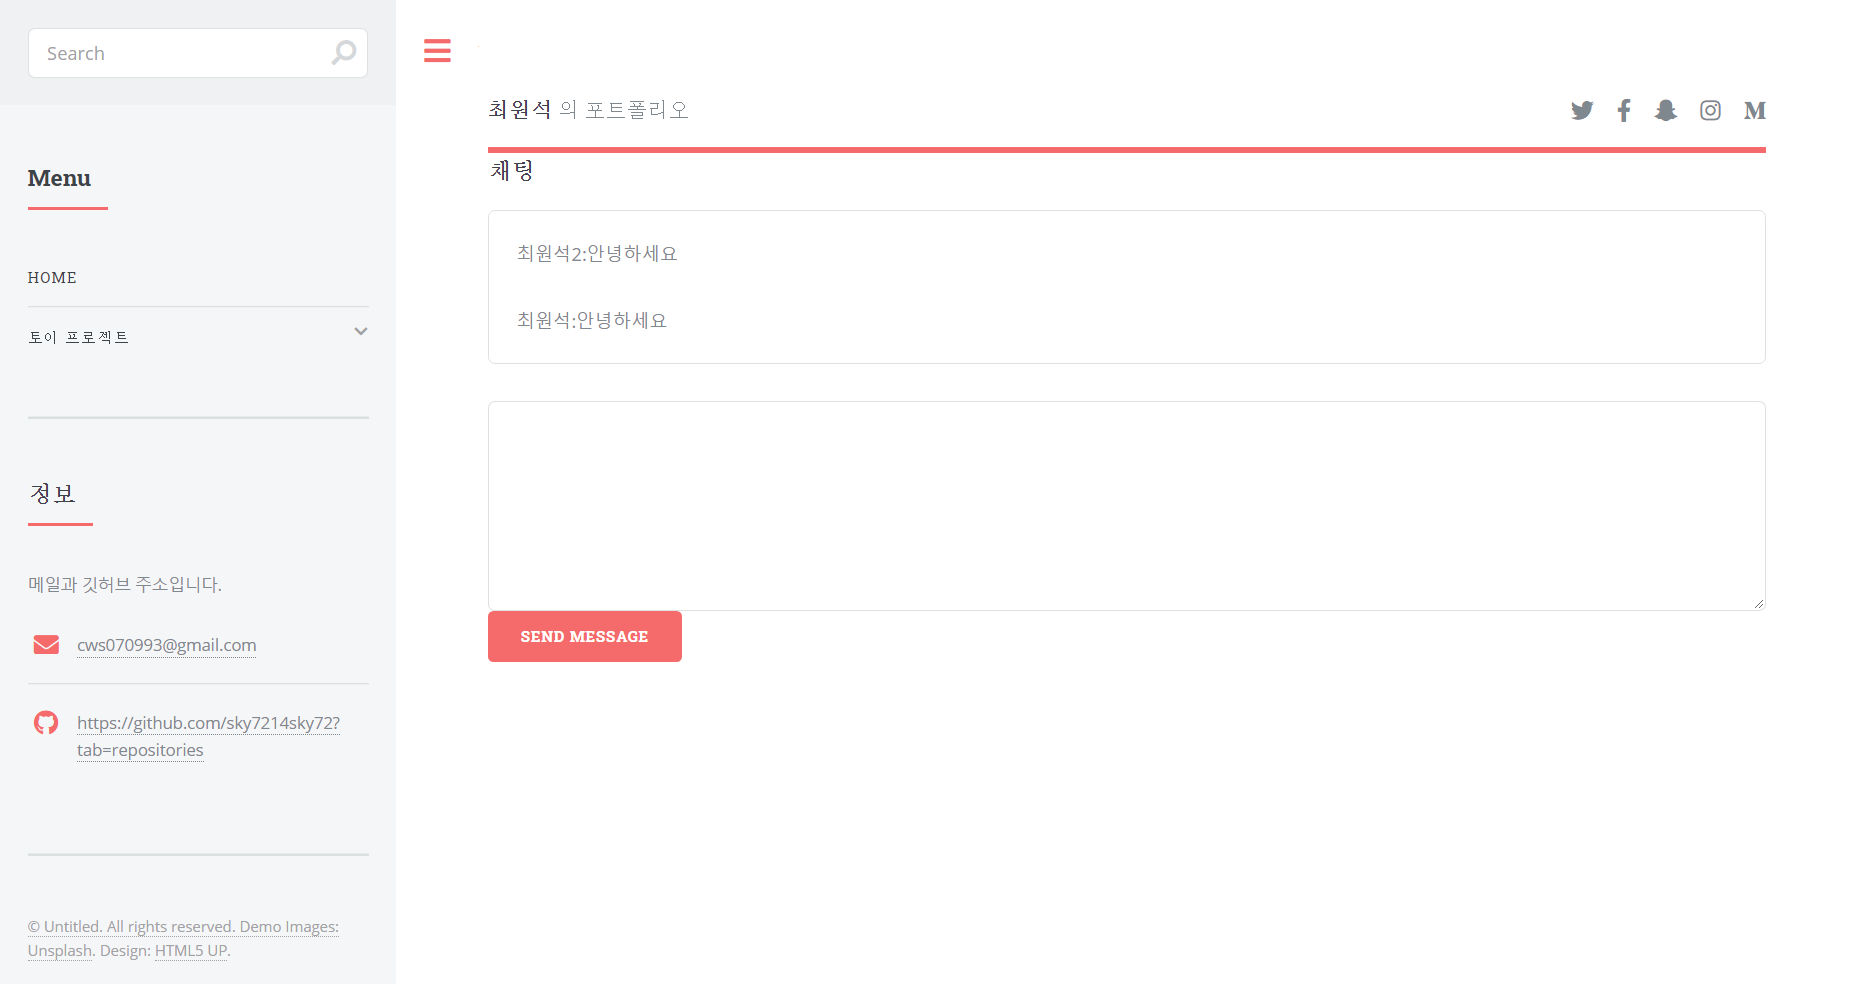 Search
Menu
HOME
토이 프로젝트
정보
메일과 깃허브 주소입니다.
cws070993@gmail.com
https://github.com/sky7214sky72?
tab=repositories
© Untitled. All rights reserved. Demo Images:
Unsplash. Design: HTML5 UP.
최원석 의 포트폴리오
채팅
최원석2:안녕하세요
최원석:안녕하세요
SEND MESSAGE